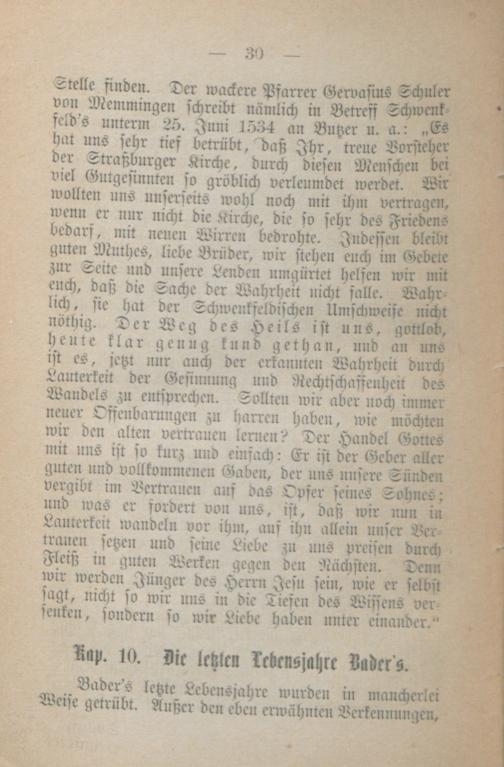 — 30 —
Stelle finden. Der wackere Pfarrer Gervasius Schuler
von Memmingen schreibt nämlich in Betreff Schwenk-
feld's unterm 25. Juni 1534 an Butzer u. a.: „Es
hat uns sehr tief betrübt, daß Ihr, treue Vorsteher
der Straßburger Kirche, durch diesen Menschen bei
viel Gutgesinnten so gröblich verleumdet werdet. Wir
wollten uns unserseits wohl noch mit ihm vertragen,
wenn er nur nicht die Kirche, die so sehr des Friedens
bedarf, mit neuen Wirren bedrohte. Indessen bleibt
guten Muthes, liebe Brüder, wir stehen euch im Gebete
zur Seite und unsere Lenden umgürtet helfen wir mit
euch, daß die Sache der Wahrheit nicht falle. Wahr-
lich, sie hat der Schwenkfeldischen Umschweife nicht
nöthig. Der Weg des Heils ist uns, gottlob,
heute klar genug kund gethan, und an uns
ist es, jetzt nur auch der erkannten Wahrheit durch
Lauterkeit der Gesinnung und Rechtschaffenheit des
Wandels zu entsprechen. Sollten wir aber noch immer
neuer Offenbarungen zu harren haben, wie möchten
wir den alten vertrauen lernen? Der Handel Gottes
mit uns ist so kurz und einfach: Er ist der Geber aller
guten und vollkommenen Gaben, der uns unsere Sünden
vergibt im Vertrauen auf das Opfer seines Sohnes;
und was er fordert von uns, ist, daß wir nun in
Lauterkeit wandeln vor ihm, auf ihn allein unser Ver-
trauen setzen und seine Liebe zu uns preisen durch
Fleiß in guten Werken gegen den Nächsten. Denn
wir werden Jünger des Herrn Jesu sein, wie er selbst
sagt, nicht so wir uns in die Tiefen des Wissens ver-
senken, sondern so wir Liebe haben unter einander."
Kap. 10. Die letzten Lebensjahre Bader's.
Bader's letzte Lebensjahre wurden in mancherlei
Weise getrübt. Außer den eben erwähnten Verkennungen,